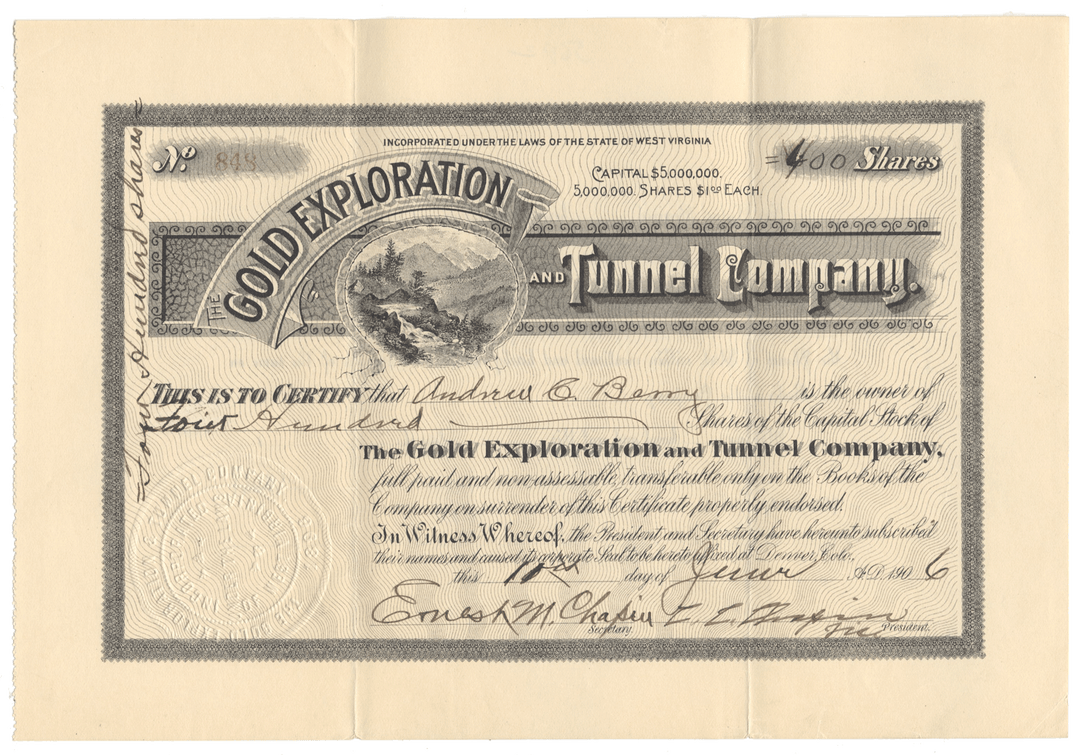 INCORPORATED UNDER THE LAWS OF THE STATE OF WEST VIRGINIA
No. 848
CAPITAL $5,000,000.
5,000,000. SHARES $1.00 EACH.
=400 Shares
THE GOLD EXPLORATION
AND Tunnel Company.
=Four Hundred shares=
THIS IS TO CERTIFY that Andrew C. Berry is the owner of
Four Hundred Shares of the Capital Stock of
The Gold Exploration and Tunnel Company,
full paid and non-assessable, transferable only on the Books of the
Company on surrender of this Certificate properly endorsed.
In Witness Whereof, the President and Secretary have hereunto subscribed
their names and caused its corporate Seal to be hereto affixed at Denver, Colo.
this day of June A.D. 190 6
Ernest M. Chapin Chapin
Secretary President.